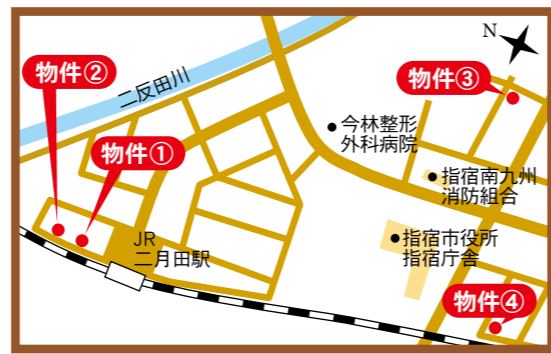 N
物件②
二反田川
物件③
物件①
今林整形
外科病院
指宿南九州
消防組合
JR
二月田駅
指宿市役所
指宿庁舎
物件④